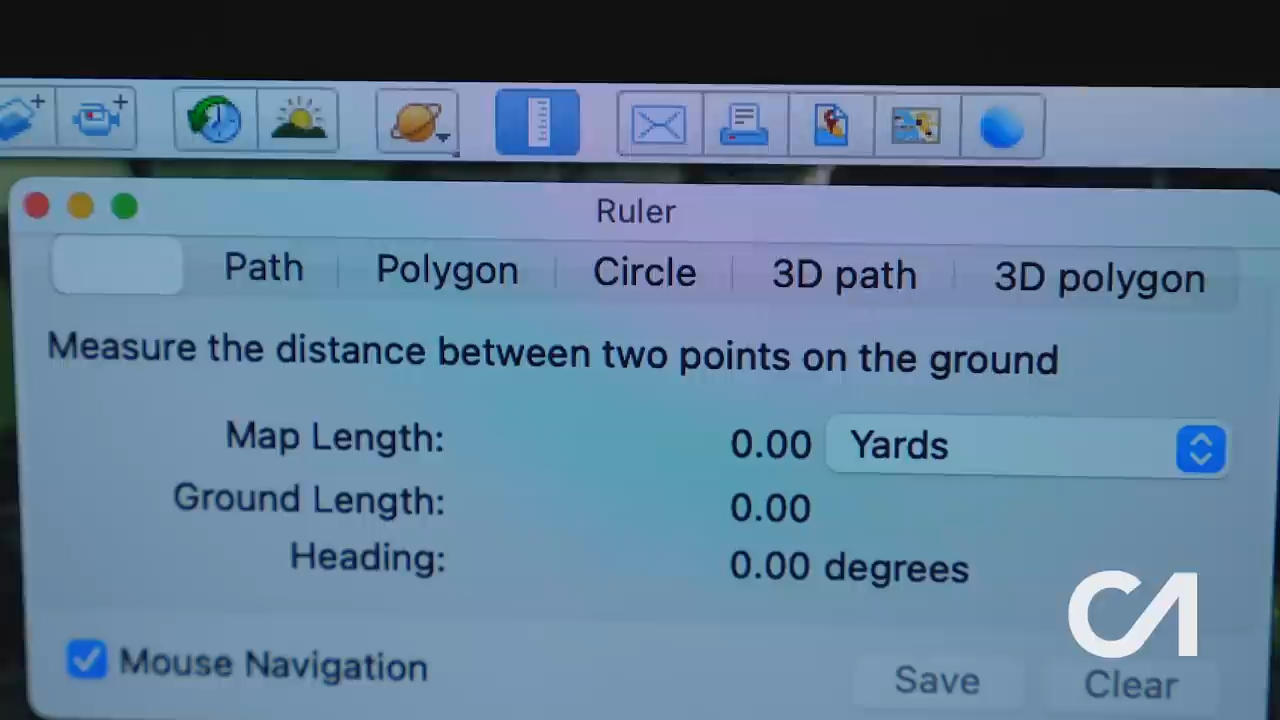 Ruler
Path Polygon Circle 3D path 3D polygon
Measure the distance between two points on the ground
Map Length: 0.00 Yards
Ground Length: 0.00
Heading: 0.00 degrees
Mouse Navigation Save Clear
CA